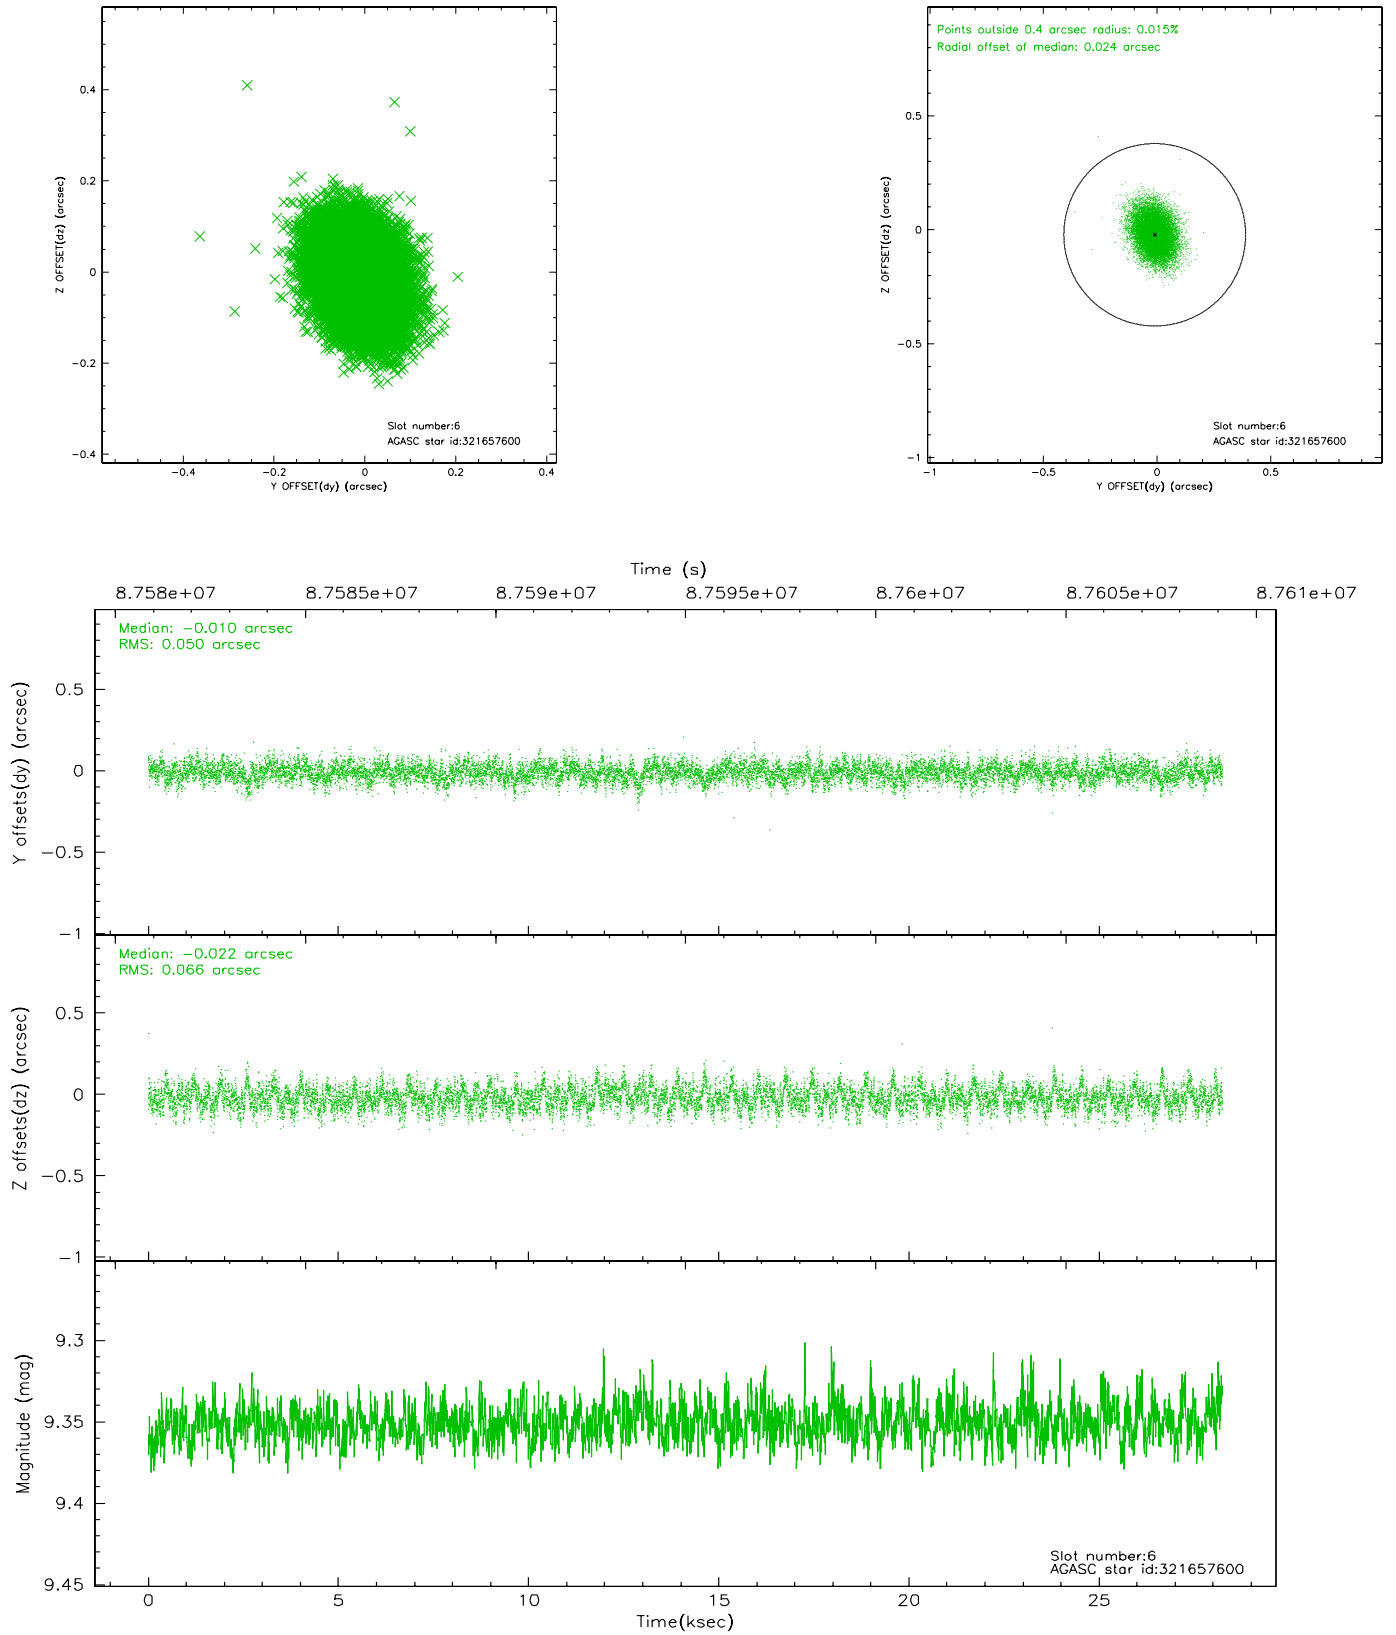 0.4
0.2
0
−0.2
−0.4
Z OFFSET(dz) (arcsec)
Slot number:6
AGASC star id:321657600
−0.4 −0.2 0 0.2 0.4
Y OFFSET(dy) (arcsec)
Points outside 0.4 arcsec radius: 0.015%
Radial offset of median: 0.024 arcsec
0.5
0
−0.5
−1
Z OFFSET(dz) (arcsec)
Slot number:6
AGASC star id:321657600
−1 −0.5 0 0.5
Y OFFSET(dy) (arcsec)
Time (s)
8.758e+07 8.7585e+07 8.759e+07 8.7595e+07 8.76e+07 8.7605e+07 8.761e+07
Median: −0.010 arcsec
RMS: 0.050 arcsec
0.5
0
−0.5
−1
Y offsets(dy) (arcsec)
Median: −0.022 arcsec
RMS: 0.066 arcsec
0.5
0
−0.5
−1
Z offsets(dz) (arcsec)
9.3
9.35
9.4
9.45
Magnitude (mag)
Slot number:6
AGASC star id:321657600
0 5 10 15 20 25
Time(ksec)